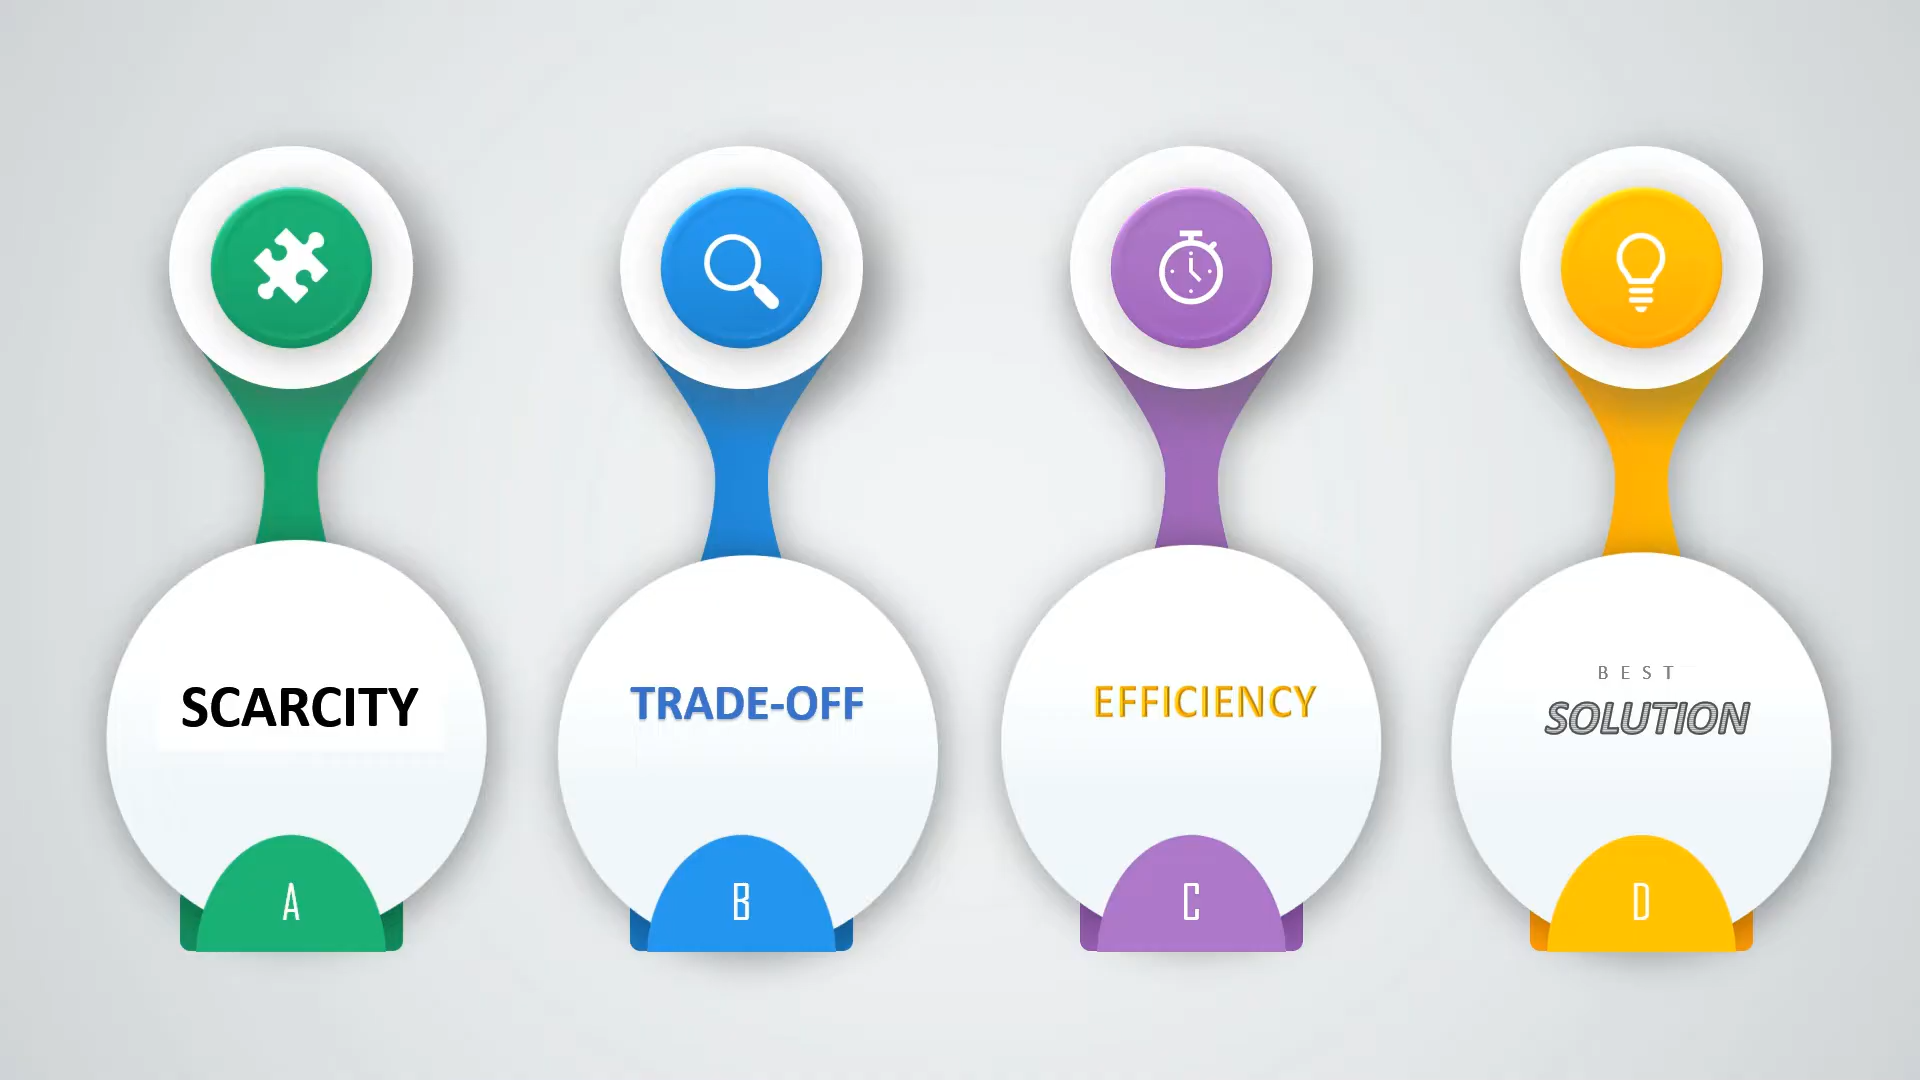 SCARCITY
TRADE-OFF
EFFICIENCY
BEST
SOLUTION
A
B
C
D